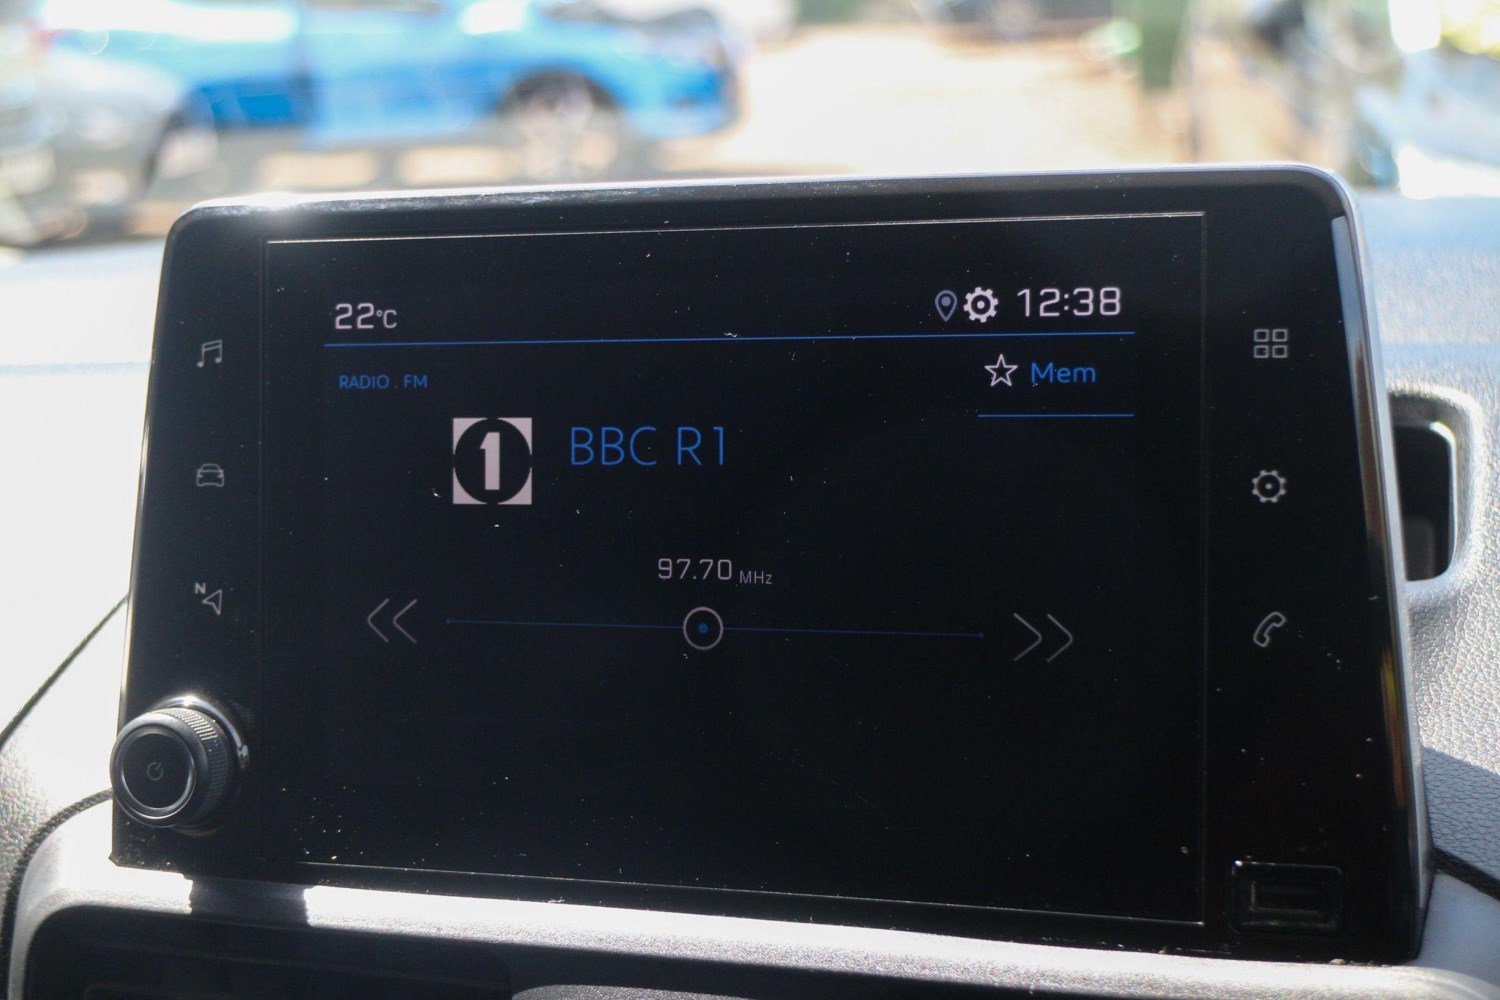 22°C
12:38
RADIO . FM
Mem
1
BBC R1
97.70 MHz
N